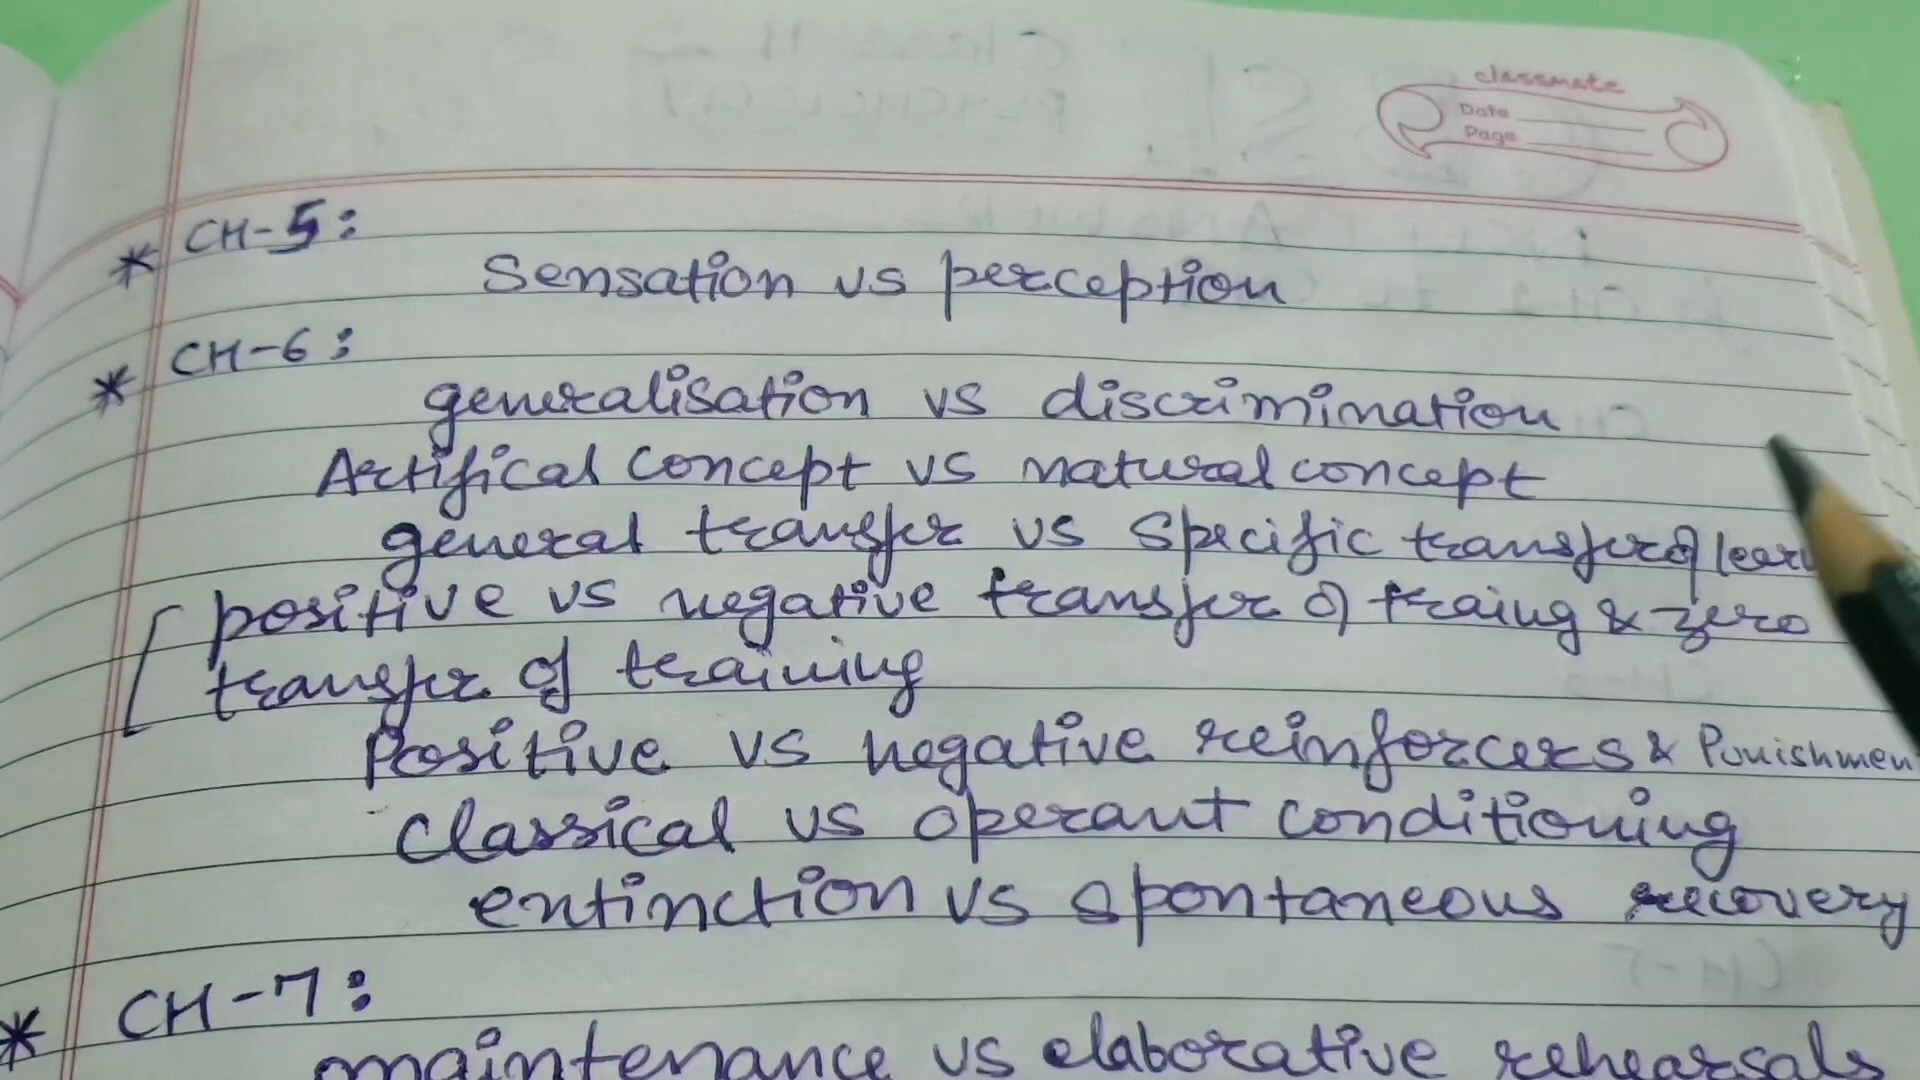 classmate
Date
Page
* CH-5:
Sensation vs perception
* CH-6:
generalisation vs discrimination
Artifical concept vs natural concept
general transfer vs specific transfer of lear
positive vs negative transfer of traing & zero
transfer of training
Positive vs negative reinforcers & Punishmen
Classical vs operant conditioning
extinction vs spontaneous recovery
* CH-7:
maintenance vs elaborative rehearsals